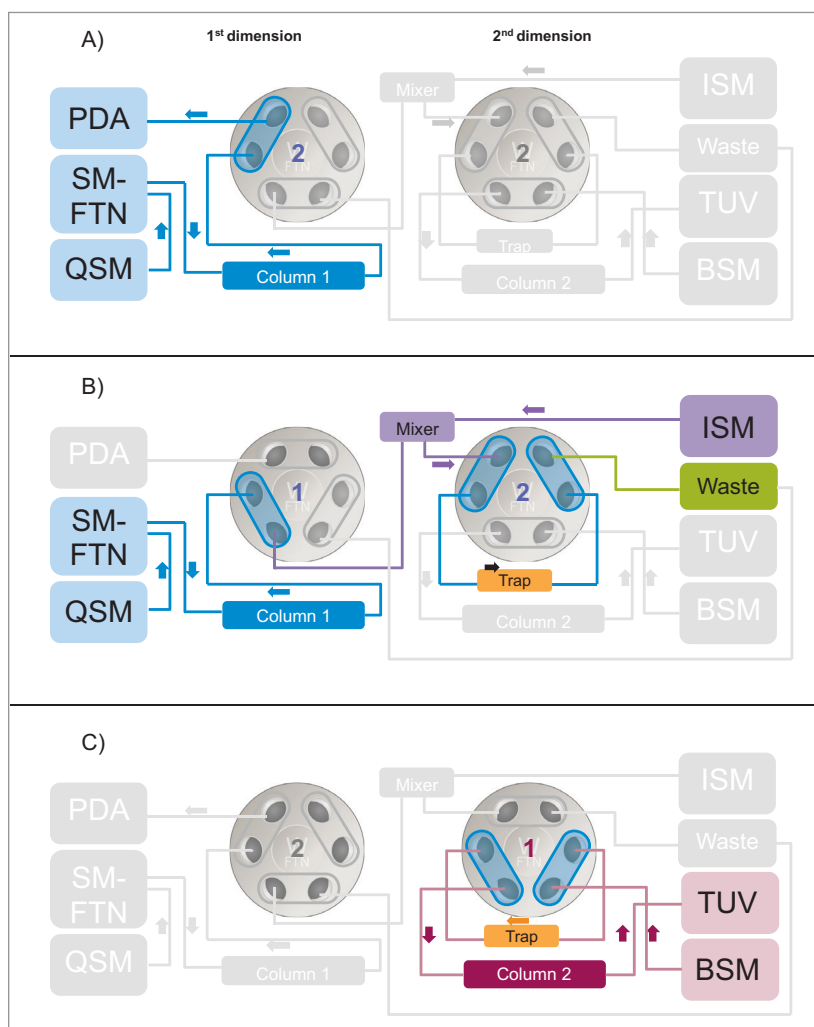 A)
1st dimension
2nd dimension
PDA
SM-
FTN
QSM
2
W
FTN
Column 1
Mixer
2
W
FTN
Trap
Column 2
ISM
Waste
TUV
BSM
B)
PDA
SM-
FTN
QSM
1
W
FTN
Column 1
Mixer
2
W
FTN
Trap
Column 2
ISM
Waste
TUV
BSM
C)
PDA
SM-
FTN
QSM
2
W
FTN
Column 1
Mixer
1
W
FTN
Trap
Column 2
ISM
Waste
TUV
BSM